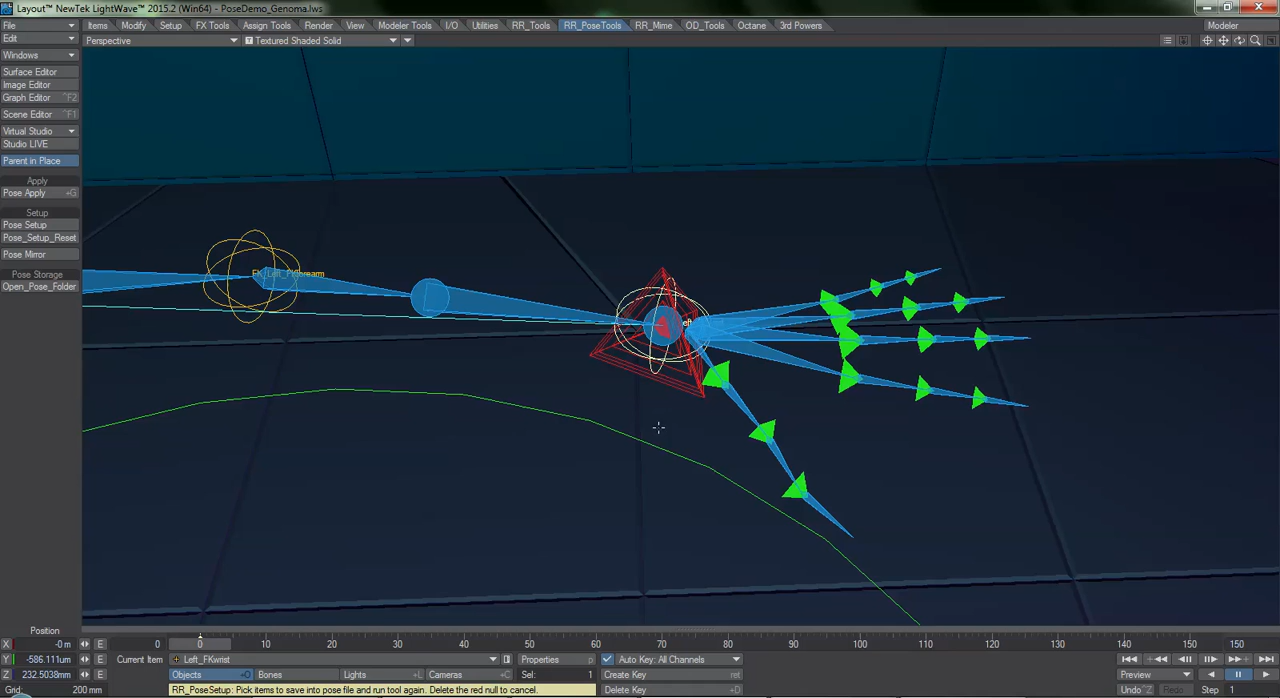 Layout™ NewTek LightWave™ 2015.2 (Win64) - PoseDemo_Genoma.lws
File Items Modify Setup FX Tools Assign Tools Render View Modeler Tools I/O Utilities RR_Tools RR_PoseTools RR_Mime OD_Tools Octane 3rd Powers Modeler
Edit Perspective T Textured Shaded Solid
Windows
Surface Editor
Image Editor
Graph Editor ^F2
Scene Editor ^F1
Virtual Studio
Studio LIVE
Parent in Place
Apply
Pose Apply +G
Setup
Pose Setup
Pose_Setup_Reset
Pose Mirror
Pose Storage
Open_Pose_Folder
Position
X -0 m E 0 0 10 20 30 40 50 60 70 80 90 100 110 120 130 140 150
Y -586.111um E Current Item + Left_FKwrist Properties p Auto Key: All Channels
Z 232.5038mm E Objects +O Bones +B Lights +L Cameras +C Sel: 1 Create Key ret Preview
Grid: 200 mm RR_PoseSetup: Pick items to save into pose file and run tool again. Delete the red null to cancel. Delete Key +D Undo ^Z Redo Step 1